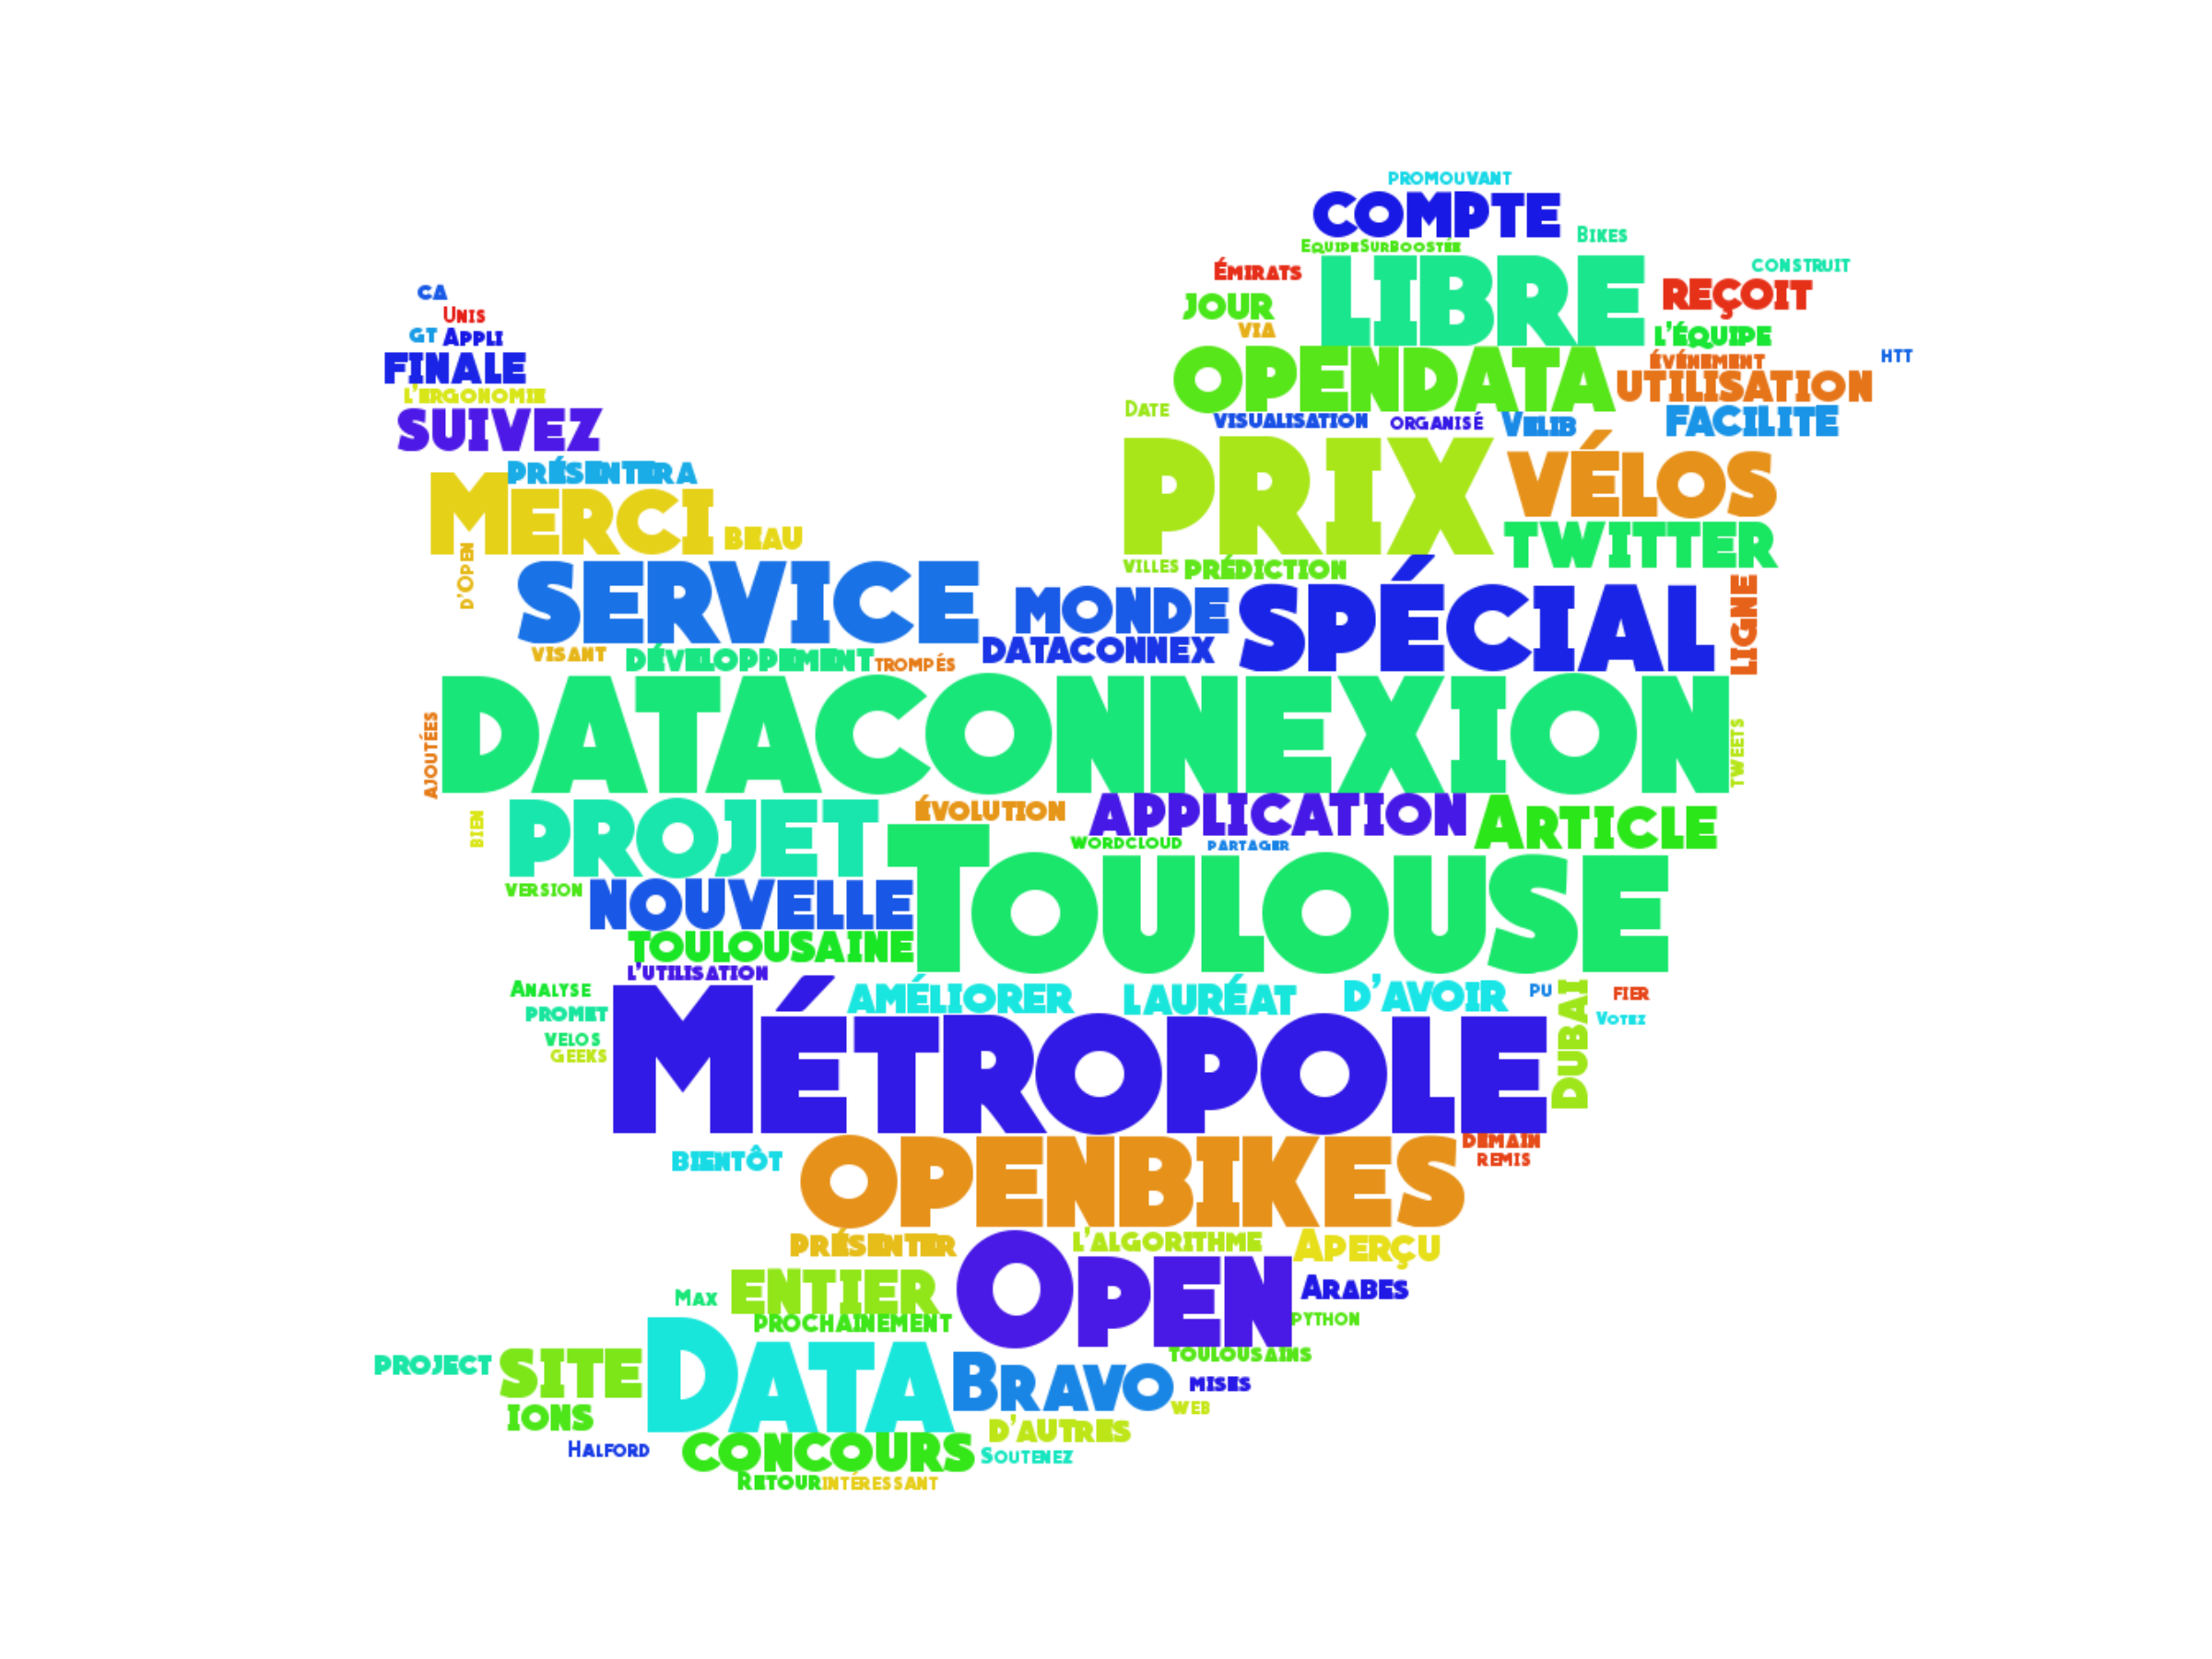 PROMOUVANT
COMPTE
BIKES
EQUIPESURBOOSTÉE
ÉMIRATS
LIBRE
CONSTRUIT
REÇOIT
CA
UNIS
JOUR
VIA
L'ÉQUIPE
GT APPLI
FINALE
OPENDATA
ÉVÉNEMENT
HTT
UTILISATION
L'ERGONOMIE
SUIVEZ
DATE
VISUALISATION
ORGANISÉ
VELIB
FACILITE
PRÉSENTERA
MERCI
BEAU
PRIX
VÉLOS
TWITTER
D'OPEN
VILLES
PRÉDICTION
SERVICE
MONDE
SPÉCIAL
LIGNE
VISANT
DÉVELOPPEMENT
TROMPÉS
DATACONNEX
AJOUTÉES
DATACONNEXION
TWEETS
BIEN
PROJET
ÉVOLUTION
APPLICATION
ARTICLE
WORDCLOUD
PARTAGER
VERSION
NOUVELLE
TOULOUSE
TOULOUSAINE
L'UTILISATION
ANALYSE
PROMET
AMÉLIORER
LAURÉAT
D'AVOIR
PU
DUBAI
FIER
VOTEZ
VELOS
GEEKS
MÉTROPOLE
BIENTÔT
OPENBIKES
DEMAIN
REMIS
PRÉSENTER
OPEN
L'ALGORITHME
APERÇU
MAX
ENTIER
ARABES
PROCHAINEMENT
PYTHON
PROJECT
SITE
DATA
BRAVO
TOULOUSAINS
MISES
IONS
WEB
D'AUTRES
HALFORD
CONCOURS
SOUTENEZ
RETOUR
INTÉRESSANT